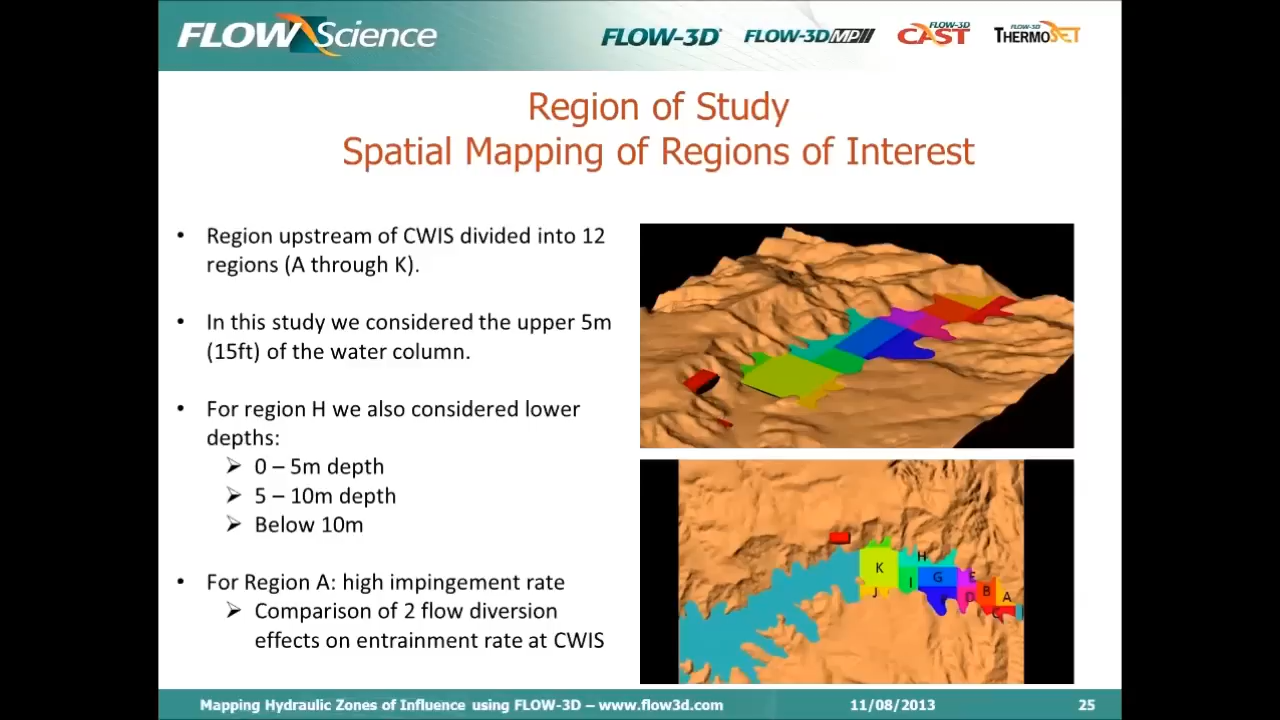 FLOW Science
FLOW-3D
FLOW-3D MP
FLOW-3D
CAST
FLOW-3D
THERMOSET
Region of Study
Spatial Mapping of Regions of Interest
• Region upstream of CWIS divided into 12
regions (A through K).
• In this study we considered the upper 5m
(15ft) of the water column.
• For region H we also considered lower
depths:
➢ 0 – 5m depth
➢ 5 – 10m depth
➢ Below 10m
• For Region A: high impingement rate
➢ Comparison of 2 flow diversion
effects on entrainment rate at CWIS
H
K
I
G
E
J
D
B
A
C
Mapping Hydraulic Zones of Influence using FLOW-3D – www.flow3d.com
11/08/2013
25